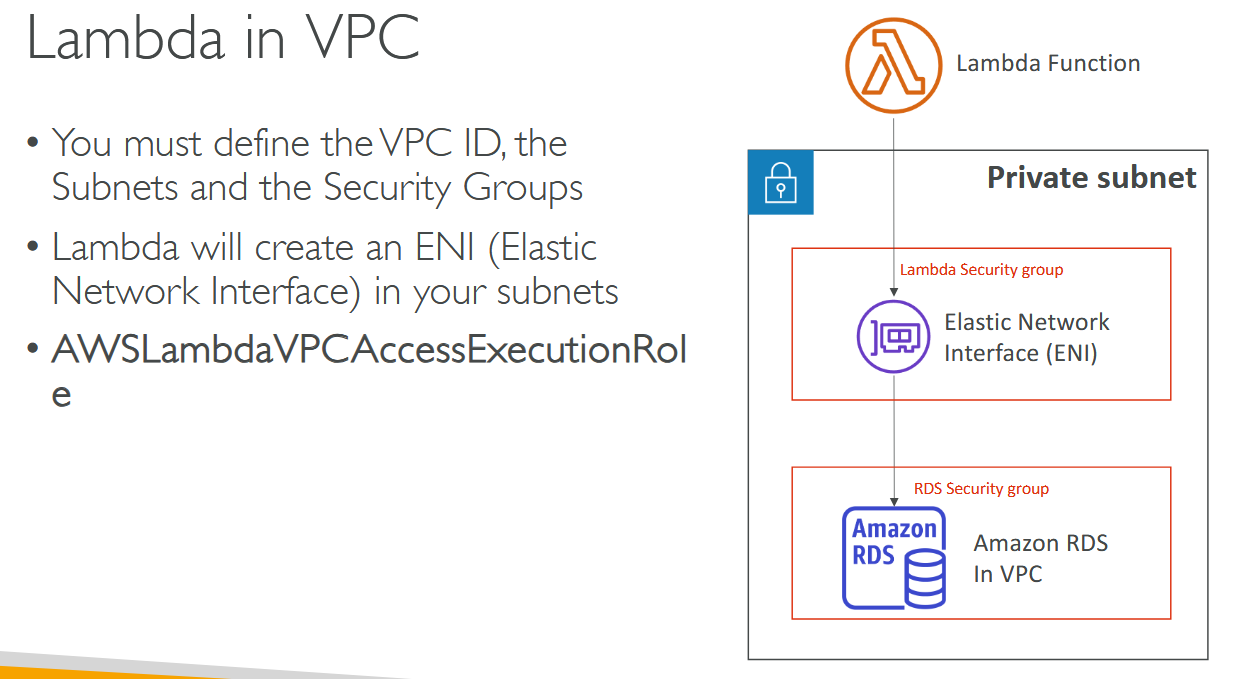 Lambda in VPC
• You must define the VPC ID, the
Subnets and the Security Groups
• Lambda will create an ENI (Elastic
Network Interface) in your subnets
• AWSLambdaVPCAccessExecutionRol
e
Lambda Function
Private subnet
Lambda Security group
Elastic Network
Interface (ENI)
RDS Security group
Amazon
RDS
Amazon RDS
In VPC